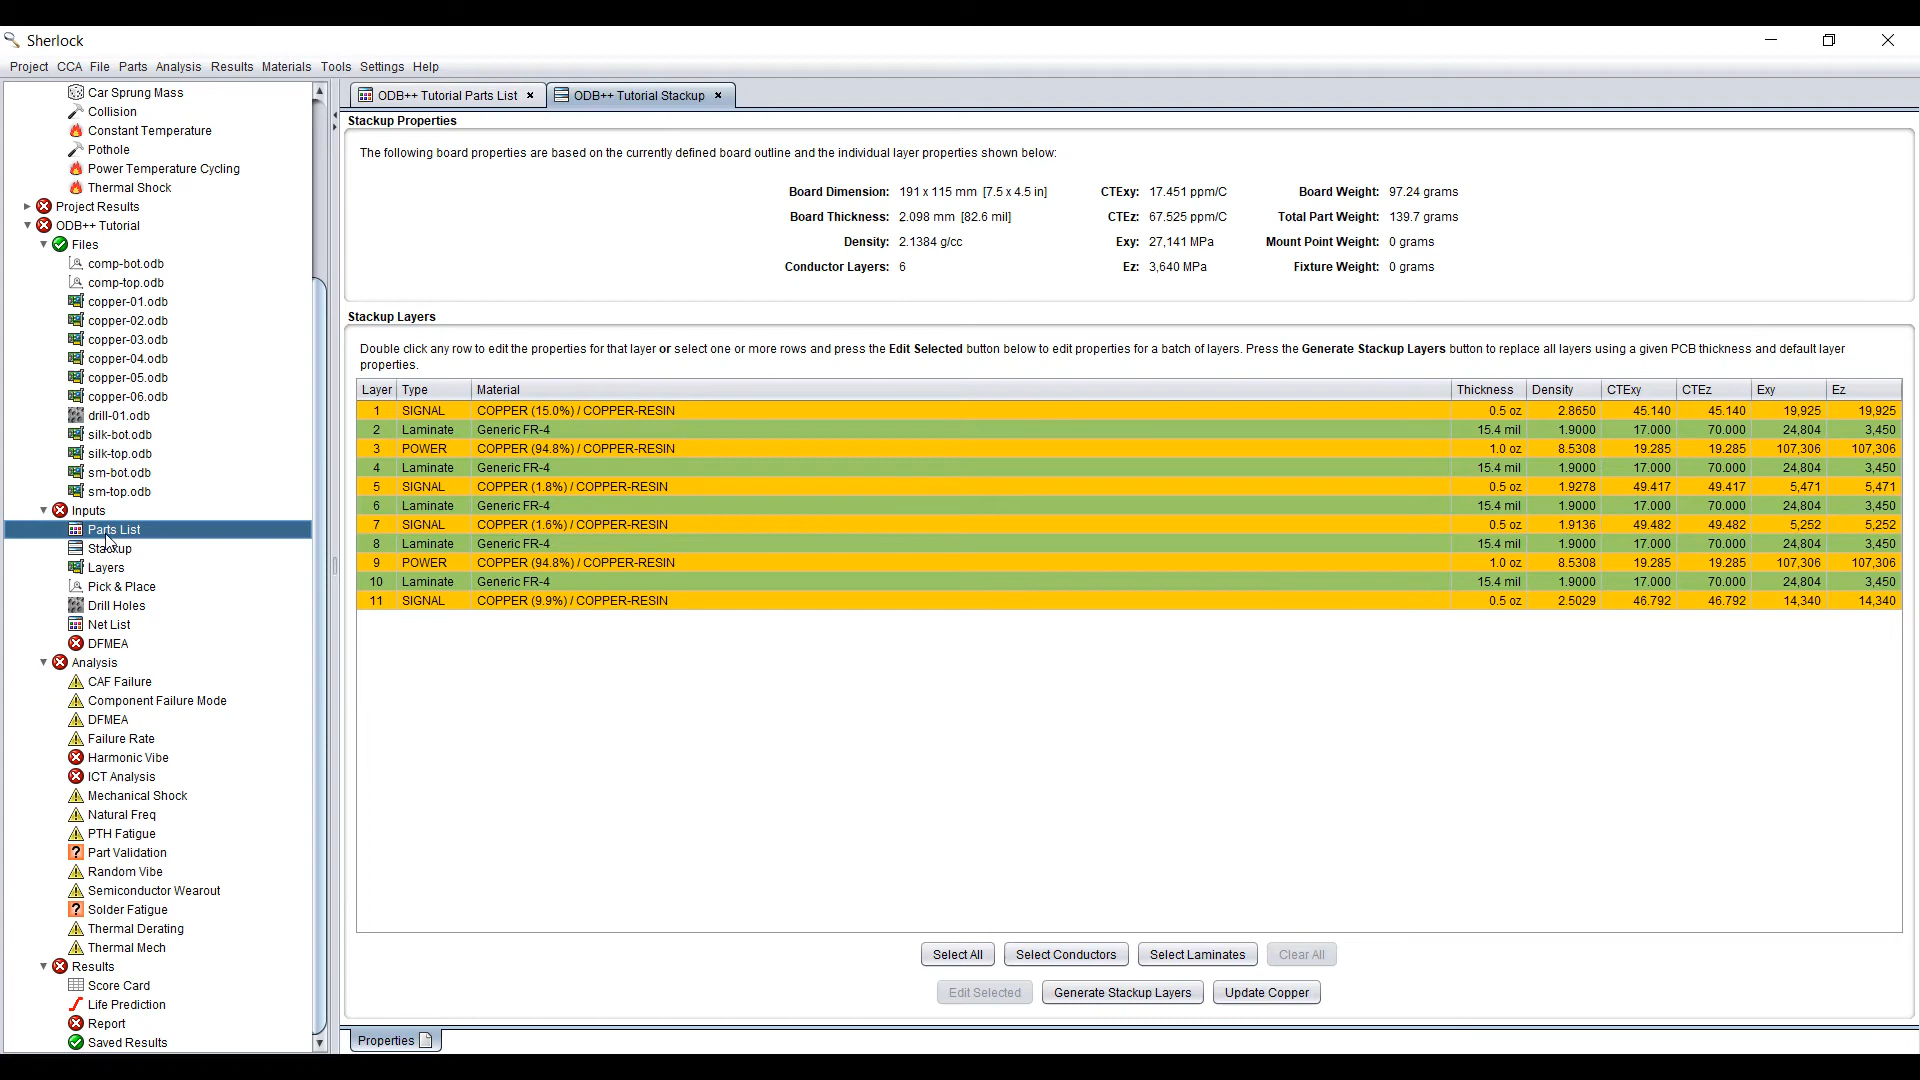 Sherlock
Project CCA File Parts Analysis Results Materials Tools Settings Help
Car Sprung Mass
Collision
Constant Temperature
Pothole
Power Temperature Cycling
Thermal Shock
Project Results
ODB++ Tutorial
Files
comp-bot.odb
comp-top.odb
copper-01.odb
copper-02.odb
copper-03.odb
copper-04.odb
copper-05.odb
copper-06.odb
drill-01.odb
silk-bot.odb
silk-top.odb
sm-bot.odb
sm-top.odb
Inputs
Parts List
Stackup
Layers
Pick & Place
Drill Holes
Net List
DFMEA
Analysis
CAF Failure
Component Failure Mode
DFMEA
Failure Rate
Harmonic Vibe
ICT Analysis
Mechanical Shock
Natural Freq
PTH Fatigue
Part Validation
Random Vibe
Semiconductor Wearout
Solder Fatigue
Thermal Derating
Thermal Mech
Results
Score Card
Life Prediction
Report
Saved Results
ODB++ Tutorial Parts List ODB++ Tutorial Stackup
Stackup Properties
The following board properties are based on the currently defined board outline and the individual layer properties shown below:
Board Dimension: 191 x 115 mm [7.5 x 4.5 in] CTExy: 17.451 ppm/C Board Weight: 97.24 grams
Board Thickness: 2.098 mm [82.6 mil] CTEz: 67.525 ppm/C Total Part Weight: 139.7 grams
Density: 2.1384 g/cc Exy: 27,141 MPa Mount Point Weight: 0 grams
Conductor Layers: 6 Ez: 3,640 MPa Fixture Weight: 0 grams
Stackup Layers
Double click any row to edit the properties for that layer or select one or more rows and press the Edit Selected button below to edit properties for a batch of layers. Press the Generate Stackup Layers button to replace all layers using a given PCB thickness and default layer
properties.
Layer Type Material Thickness Density CTExy CTEz Exy Ez
1 SIGNAL COPPER (15.0%) / COPPER-RESIN 0.5 oz 2.8650 45.140 45.140 19,925 19,925
2 Laminate Generic FR-4 15.4 mil 1.9000 17.000 70.000 24,804 3,450
3 POWER COPPER (94.8%) / COPPER-RESIN 1.0 oz 8.5308 19.285 19.285 107,306 107,306
4 Laminate Generic FR-4 15.4 mil 1.9000 17.000 70.000 24,804 3,450
5 SIGNAL COPPER (1.8%) / COPPER-RESIN 0.5 oz 1.9278 49.417 49.417 5,471 5,471
6 Laminate Generic FR-4 15.4 mil 1.9000 17.000 70.000 24,804 3,450
7 SIGNAL COPPER (1.6%) / COPPER-RESIN 0.5 oz 1.9136 49.482 49.482 5,252 5,252
8 Laminate Generic FR-4 15.4 mil 1.9000 17.000 70.000 24,804 3,450
9 POWER COPPER (94.8%) / COPPER-RESIN 1.0 oz 8.5308 19.285 19.285 107,306 107,306
10 Laminate Generic FR-4 15.4 mil 1.9000 17.000 70.000 24,804 3,450
11 SIGNAL COPPER (9.9%) / COPPER-RESIN 0.5 oz 2.5029 46.792 46.792 14,340 14,340
Select All Select Conductors Select Laminates Clear All
Edit Selected Generate Stackup Layers Update Copper
Properties